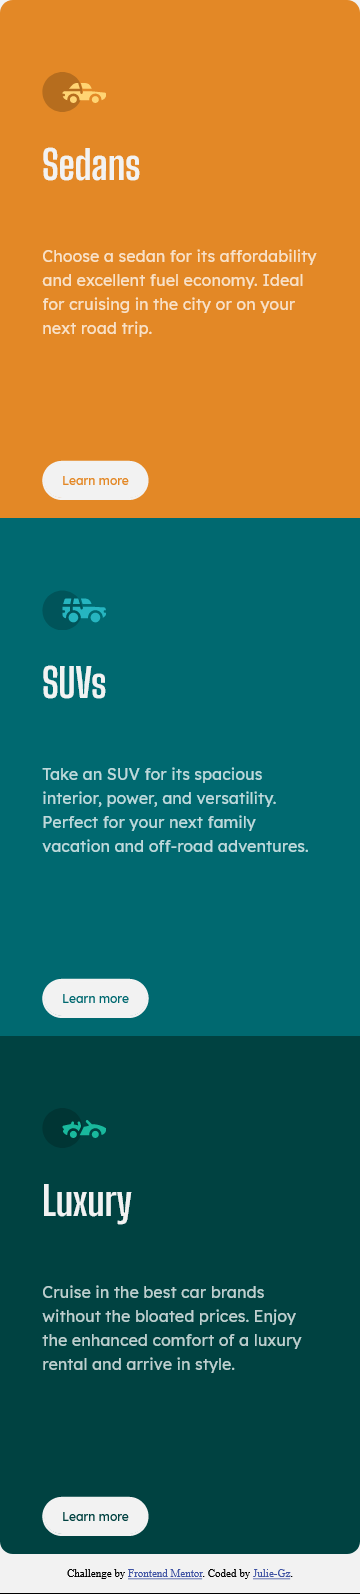 Sedans
Choose a sedan for its affordability
and excellent fuel economy. Ideal
for cruising in the city or on your
next road trip.
Learn more
SUVs
Take an SUV for its spacious
interior, power, and versatility.
Perfect for your next family
vacation and off-road adventures.
Learn more
Luxury
Cruise in the best car brands
without the bloated prices. Enjoy
the enhanced comfort of a luxury
rental and arrive in style.
Learn more
Challenge by Frontend Mentor. Coded by Julie-Gz.